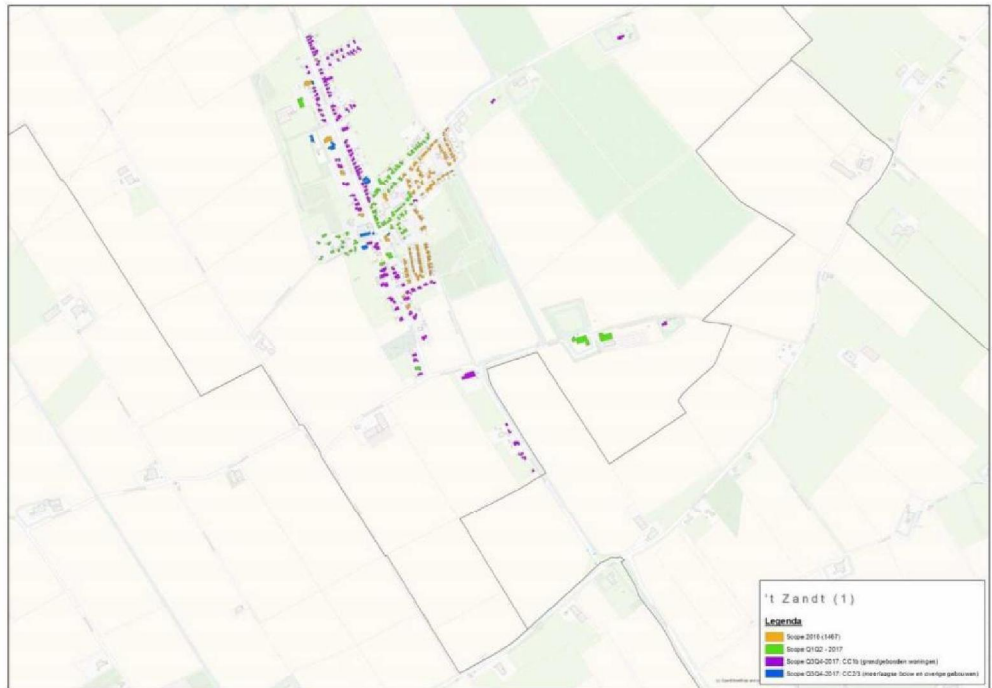 't Zandt (1)
Legenda
Scope 2016 (1467)
Scope Q1Q2 - 2017
Scope Q3Q4-2017: CC1b (grondgebonden woningen)
Scope Q3Q4-2017: CC2/3 (meerlaagse bouw en overige gebouwen)